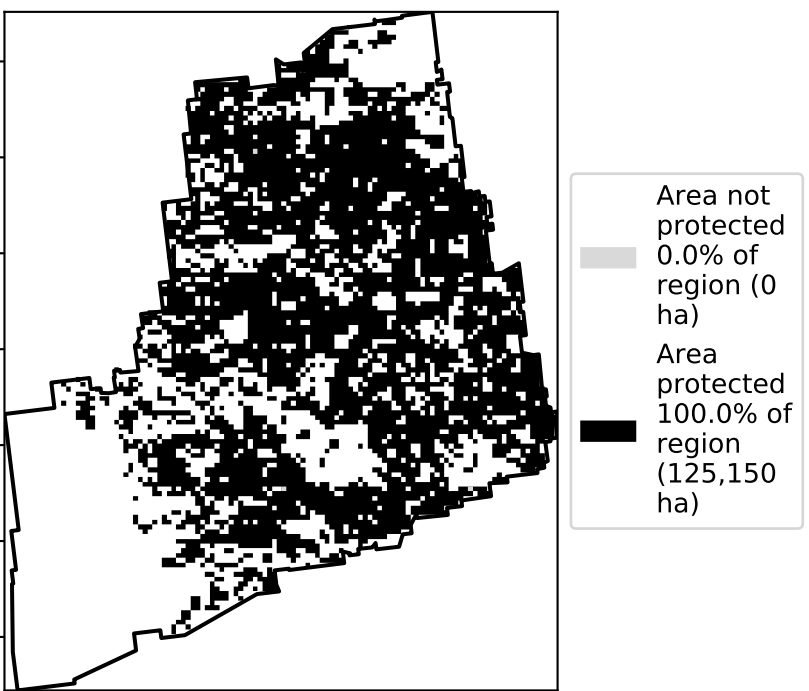 Area not
protected
0.0% of
region (0
ha)
Area
protected
100.0% of
region
(125,150
ha)